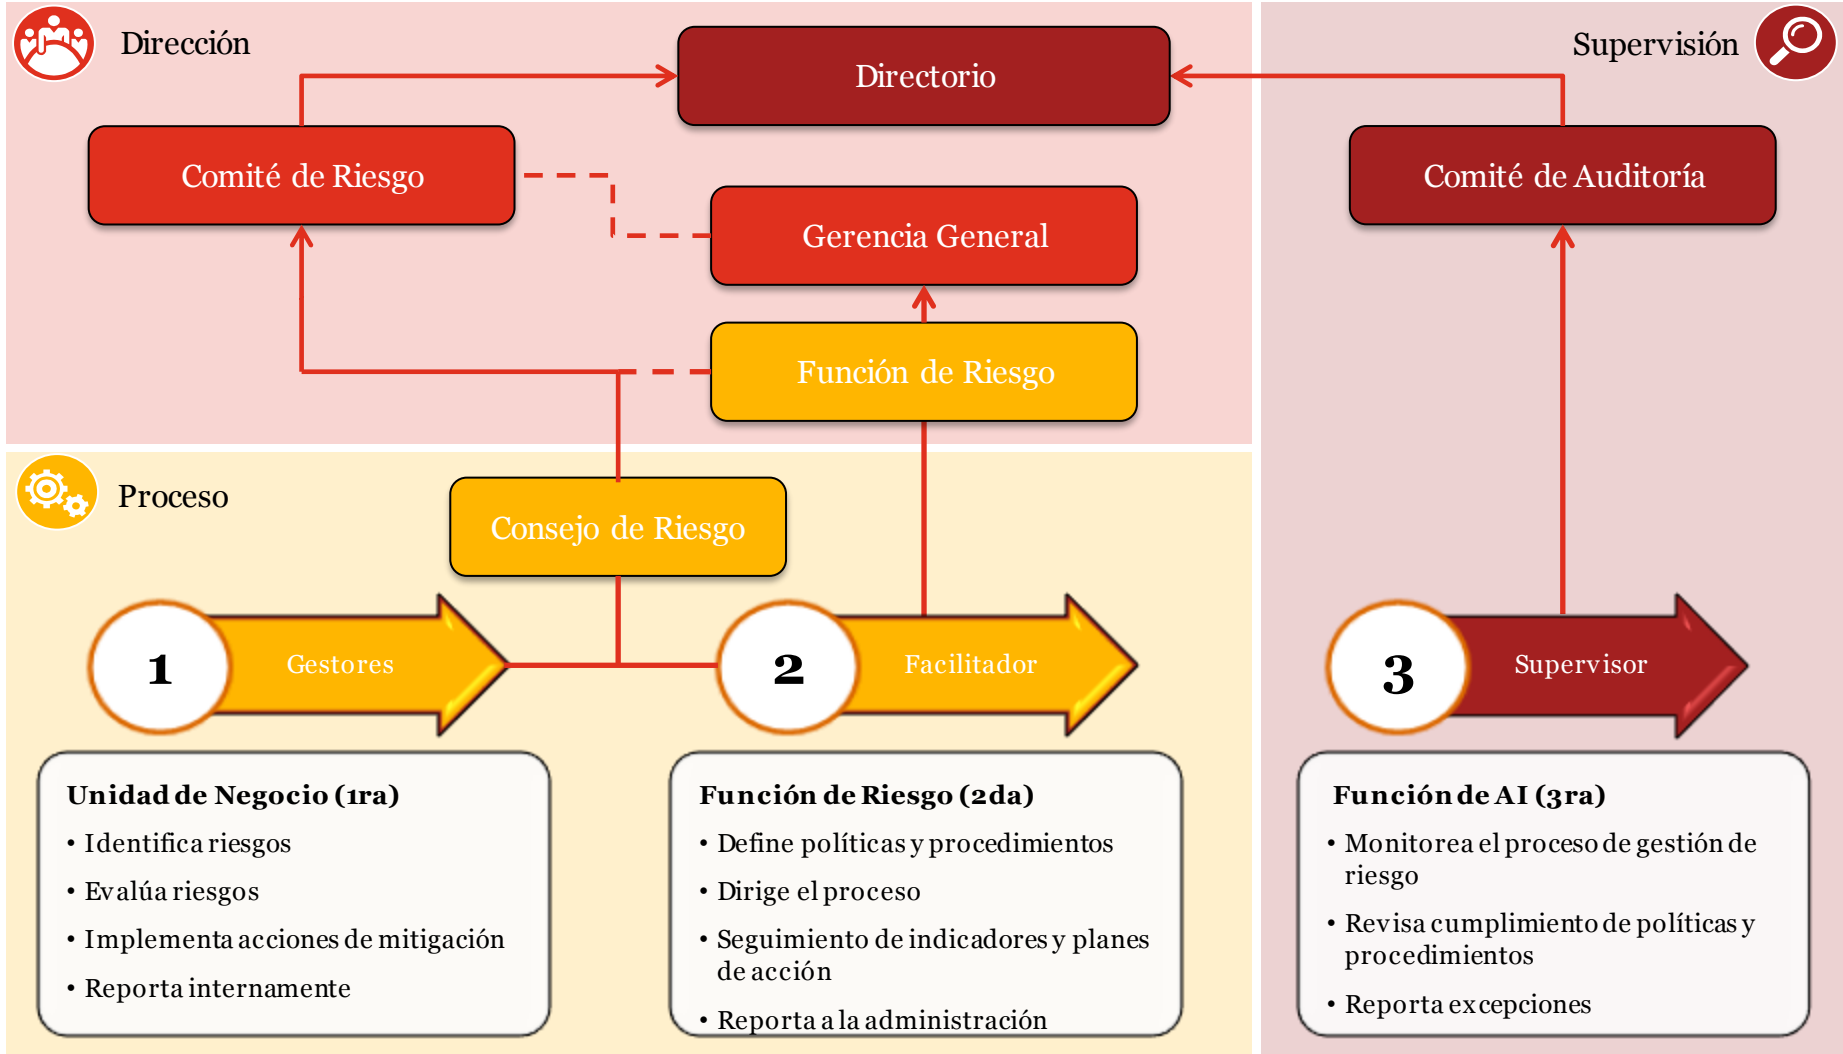 Dirección
Supervisión
Directorio
Comité de Riesgo
Comité de Auditoría
Gerencia General
Función de Riesgo
Proceso
Consejo de Riesgo
1
Gestores
2
Facilitador
3
Supervisor
Unidad de Negocio (1ra)
• Identifica riesgos
• Evalúa riesgos
• Implementa acciones de mitigación
• Reporta internamente
Función de Riesgo (2da)
• Define políticas y procedimientos
• Dirige el proceso
• Seguimiento de indicadores y planes
de acción
• Reporta a la administración
Función de AI (3ra)
• Monitorea el proceso de gestión de
riesgo
• Revisa cumplimiento de políticas y
procedimientos
• Reporta excepciones